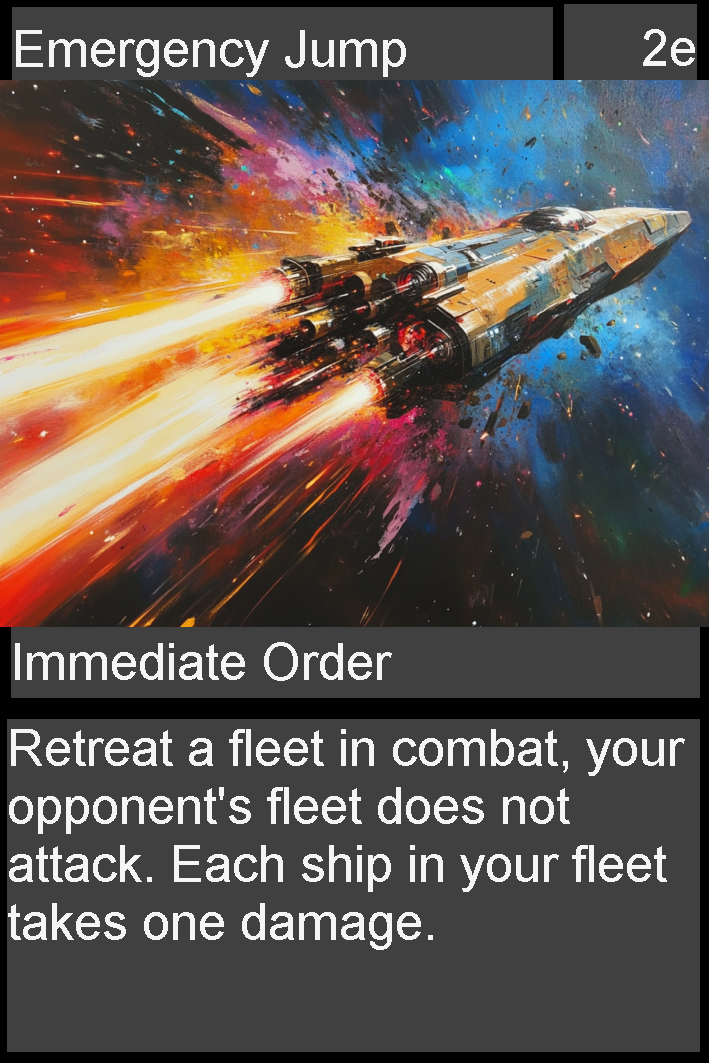 Emergency Jump
2e
Immediate Order
Retreat a fleet in combat, your
opponent's fleet does not
attack. Each ship in your fleet
takes one damage.